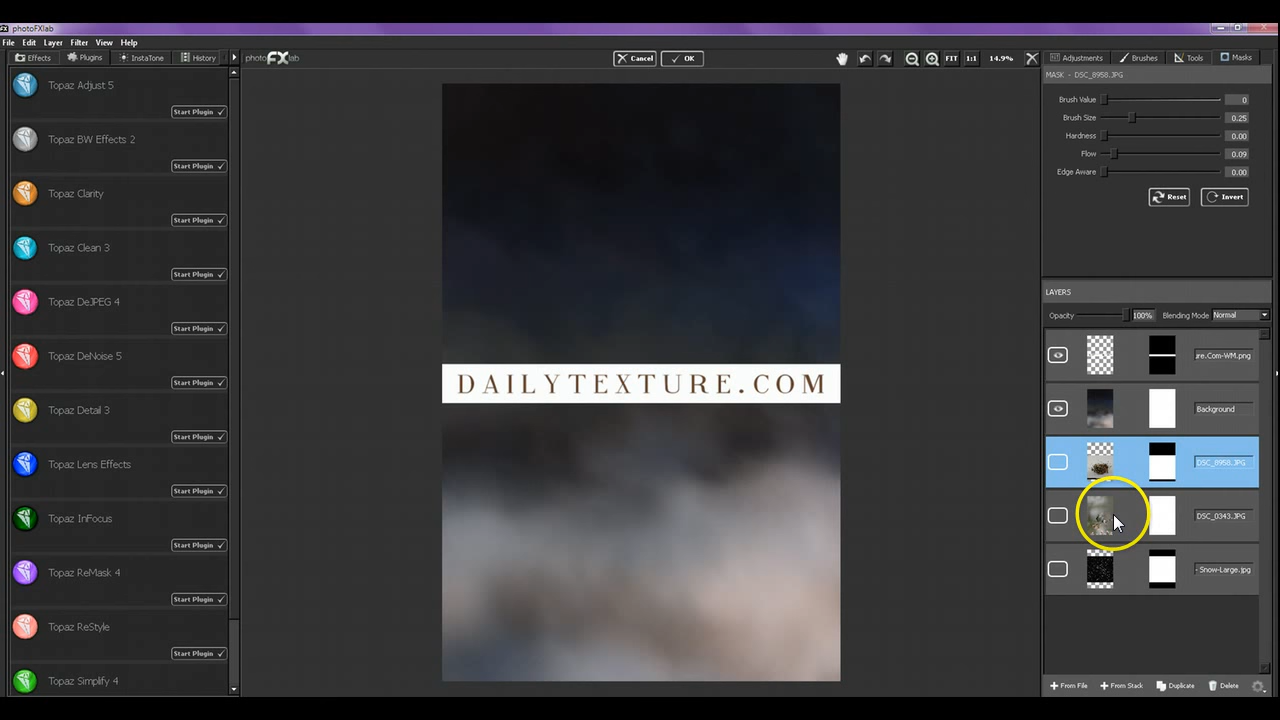 photoFXlab
File Edit Layer Filter View Help
Effects Plugins InstaTone History
photo FX lab
Cancel OK
FIT 1:1 14.9%
Adjustments Brushes Tools Masks
MASK - DSC_8958.JPG
Topaz Adjust 5
Start Plugin
Topaz BW Effects 2
Start Plugin
Topaz Clarity
Start Plugin
Topaz Clean 3
Start Plugin
Topaz DeJPEG 4
Start Plugin
Topaz DeNoise 5
Start Plugin
Topaz Detail 3
Start Plugin
Topaz Lens Effects
Start Plugin
Topaz InFocus
Start Plugin
Topaz ReMask 4
Start Plugin
Topaz ReStyle
Start Plugin
Topaz Simplify 4
DAILYTEXTURE.COM
Brush Value 0
Brush Size 0.25
Hardness 0.00
Flow 0.09
Edge Aware 0.00
Reset Invert
LAYERS
Opacity 100% Blending Mode Normal
ure.Com-WM.png
Background
DSC_8958.JPG
DSC_0343.JPG
- Snow-Large.jpg
From File From Stack Duplicate Delete